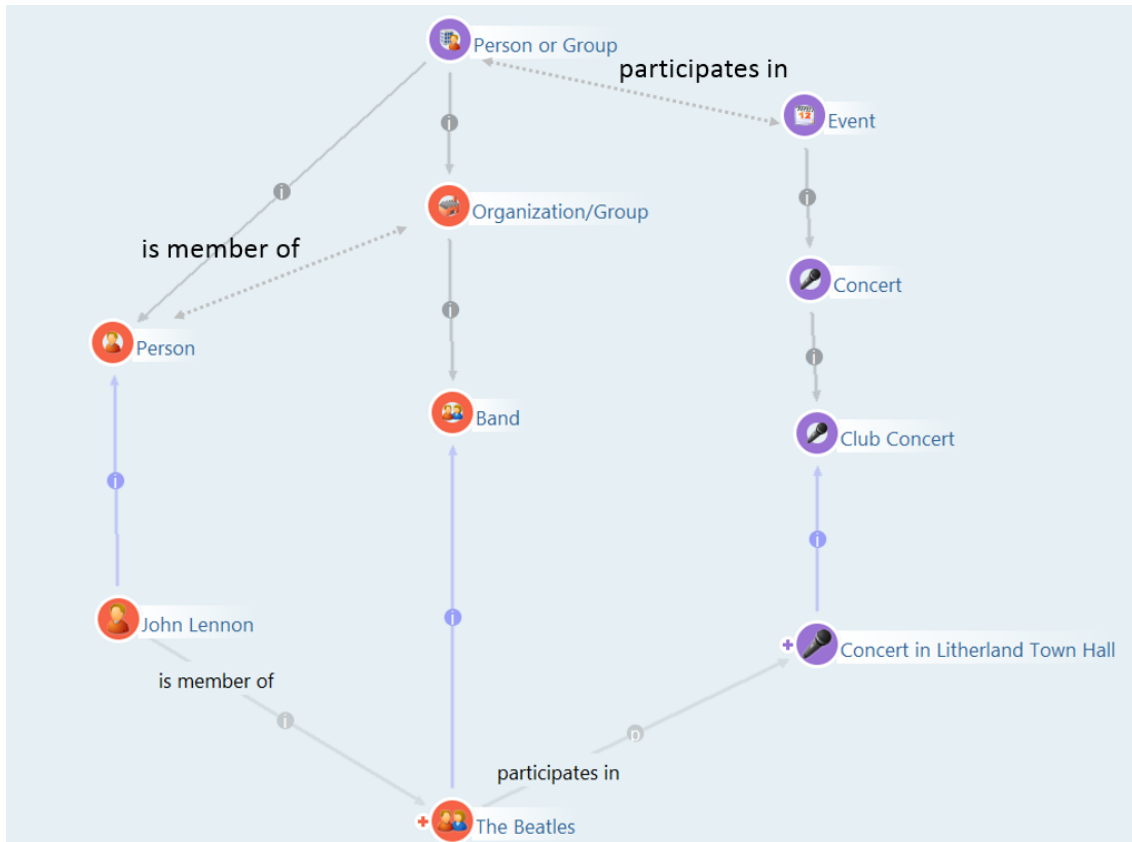 Person or Group
participates in
12
Event
i
i
i
Organization/Group
is member of
Concert
i
i
Person
Band
Club Concert
i
i
i
John Lennon
Concert in Litherland Town Hall
is member of
i
p
participates in
The Beatles